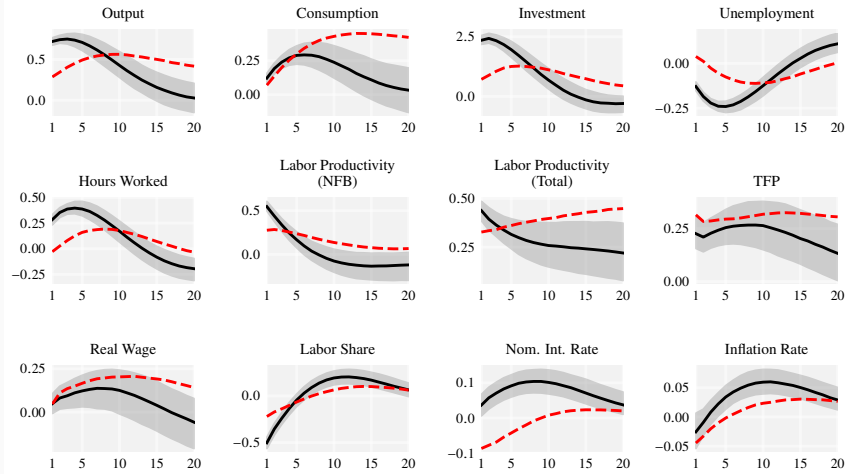 Output Consumption Investment Unemployment
0.5
0.0
0.25
0.00
2.5
0.0
0.00
−0.25
1 5 10 15 20 1 5 10 15 20 1 5 10 15 20 1 5 10 15 20
Hours Worked
Labor Productivity
(NFB)
Labor Productivity
(Total)
TFP
0.50
0.25
0.00
−0.25
0.5
0.0
0.50
0.25
0.25
0.00
1 5 10 15 20 1 5 10 15 20 1 5 10 15 20 1 5 10 15 20
Real Wage Labor Share Nom. Int. Rate Inflation Rate
0.25
0.00
0.0
−0.5
0.1
0.0
−0.1
0.05
0.00
−0.05
1 5 10 15 20 1 5 10 15 20 1 5 10 15 20 1 5 10 15 20